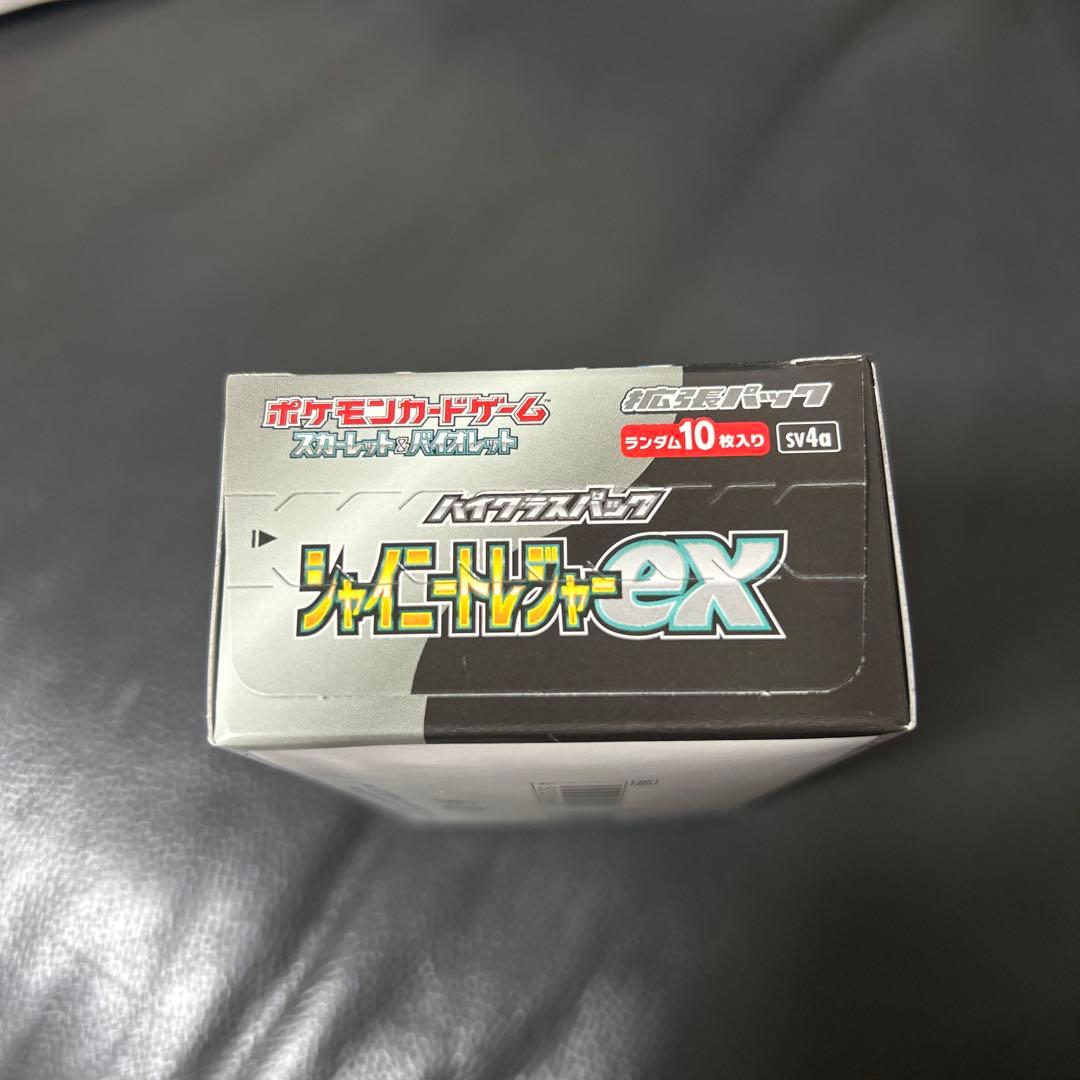 ポケモンカードゲーム™
スカーレット&バイオレット
拡張パック
ランダム10枚入り
sv4a
ハイクラスパック
シャイニートレジャーex